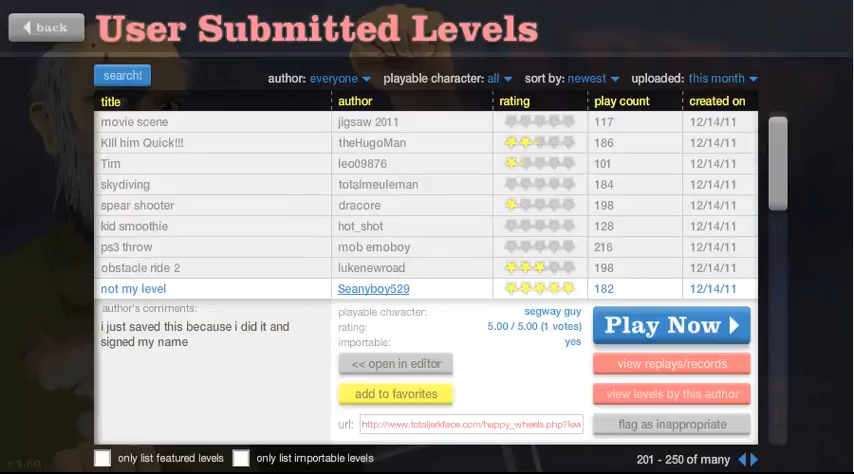 back
User Submitted Levels
search!
author: everyone playable character: all sort by: newest uploaded: this month
title author rating play count created on
movie scene jigsaw 2011 117 12/14/11
KIll him Quick!!! theHugoMan 186 12/14/11
Tim leo09876 101 12/14/11
skydiving totalmeuleman 184 12/14/11
spear shooter dracore 198 12/14/11
kid smoothie hot_shot 128 12/14/11
ps3 throw mob emoboy 216 12/14/11
obstacle ride 2 lukenewroad 198 12/14/11
not my level Seanyboy529 182 12/14/11
author's comments:
i just saved this because i did it and
signed my name
playable character: segway guy
rating: 5.00 / 5.00 (1 votes)
importable: yes
<< open in editor
add to favorites
url: http://www.totaljerkface.com/happy_wheels.php?leve
Play Now
view replays/records
view levels by this author
flag as inappropriate
only list featured levels only list importable levels
201 - 250 of many
v 1.50